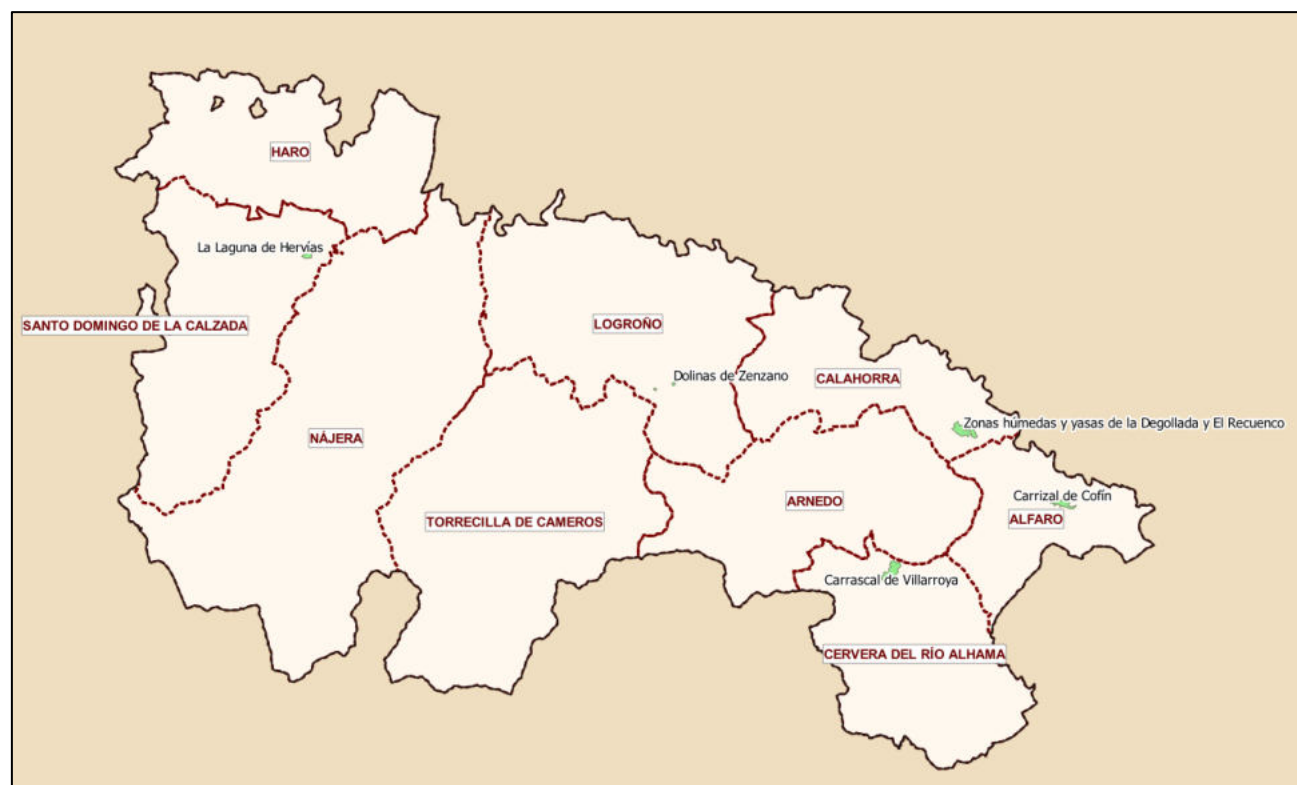 HARO
La Laguna de Hervías
SANTO DOMINGO DE LA CALZADA
LOGROÑO
Dolinas de Zenzano
CALAHORRA
Zonas húmedas y yasas de la Degollada y El Recuenco
NÁJERA
Carrizal de Cofín
ARNEDO
ALFARO
TORRECILLA DE CAMEROS
Carrascal de Villarroya
CERVERA DEL RÍO ALHAMA